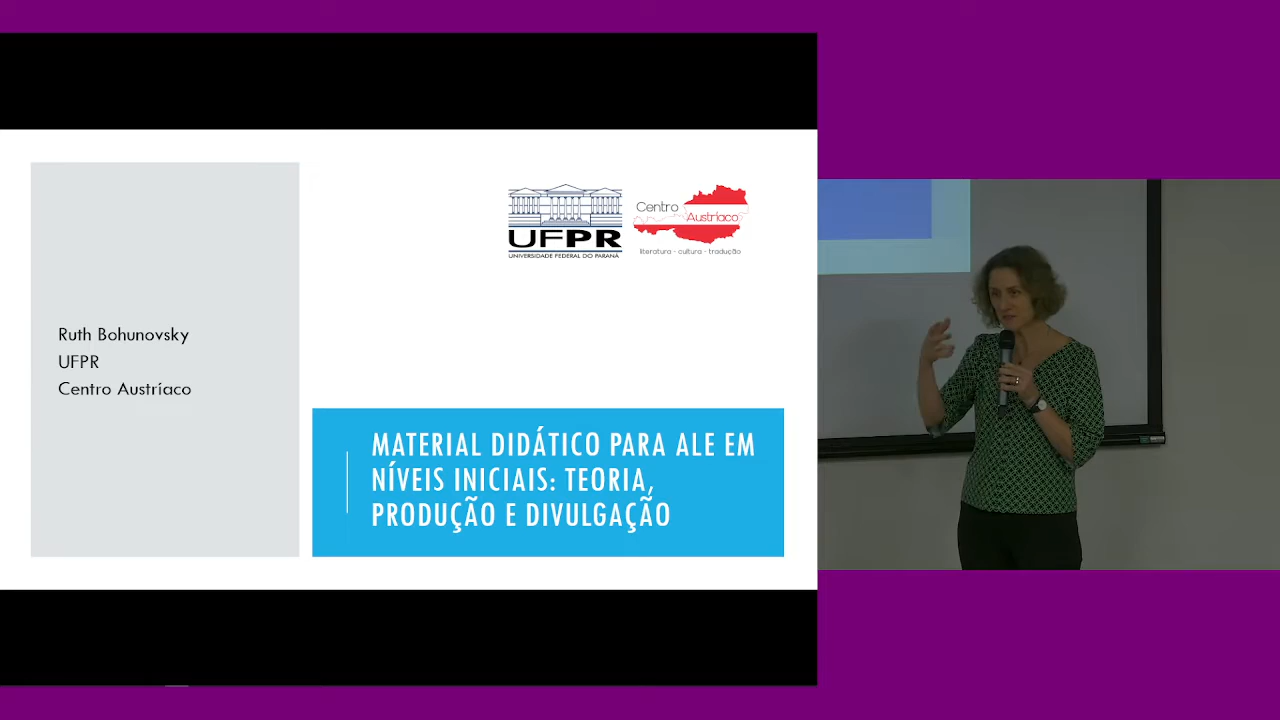 UFPR
UNIVERSIDADE FEDERAL DO PARANÁ
Centro
Austríaco
literatura - cultura - tradução
Ruth Bohunovsky
UFPR
Centro Austríaco
MATERIAL DIDÁTICO PARA ALE EM
NÍVEIS INICIAIS: TEORIA,
PRODUÇÃO E DIVULGAÇÃO